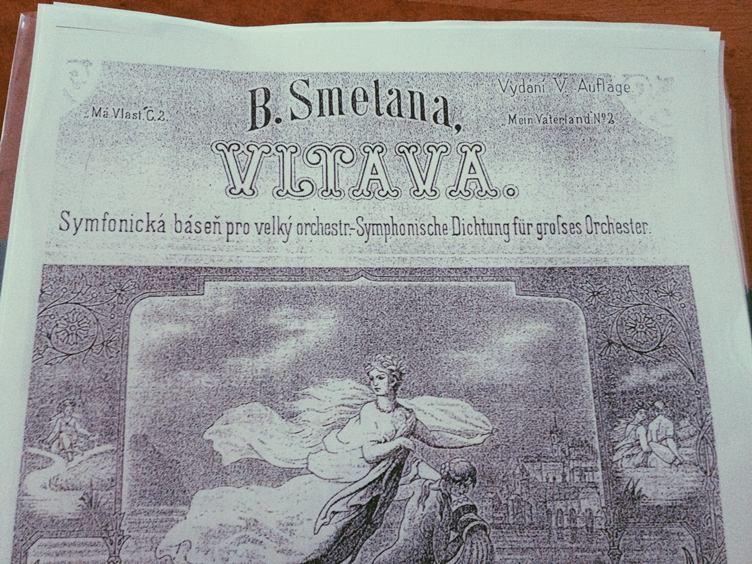 Vydání V. Auflage.
B. Smetana,
„Má Vlast“ Č. 2.
„Mein Vaterland“ Nº 2
VLTAVA.
Symfonická báseň pro velký orchestr.-Symphonische Dichtung für groſses Orchester.